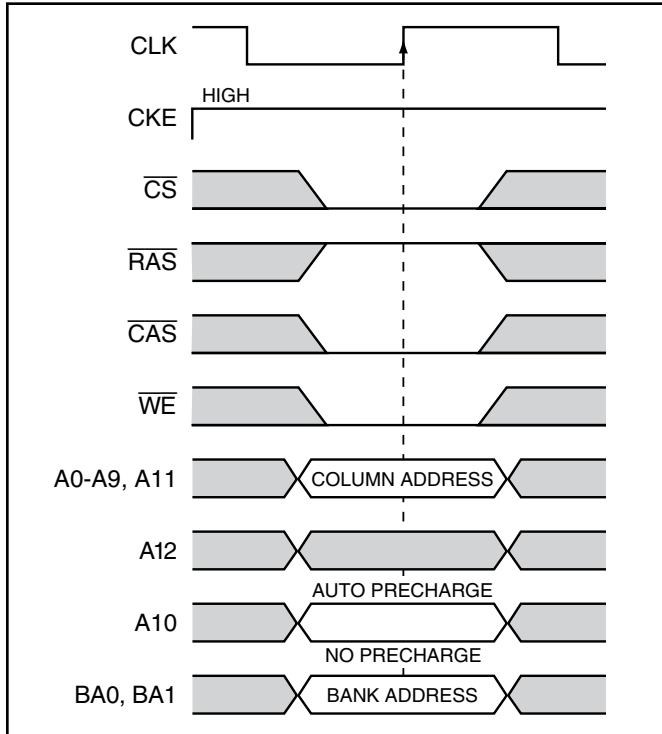 CLK
HIGH
CKE
CS
RAS
CAS
WE
A0-A9, A11 COLUMN ADDRESS
A12
AUTO PRECHARGE
A10
NO PRECHARGE
BA0, BA1 BANK ADDRESS